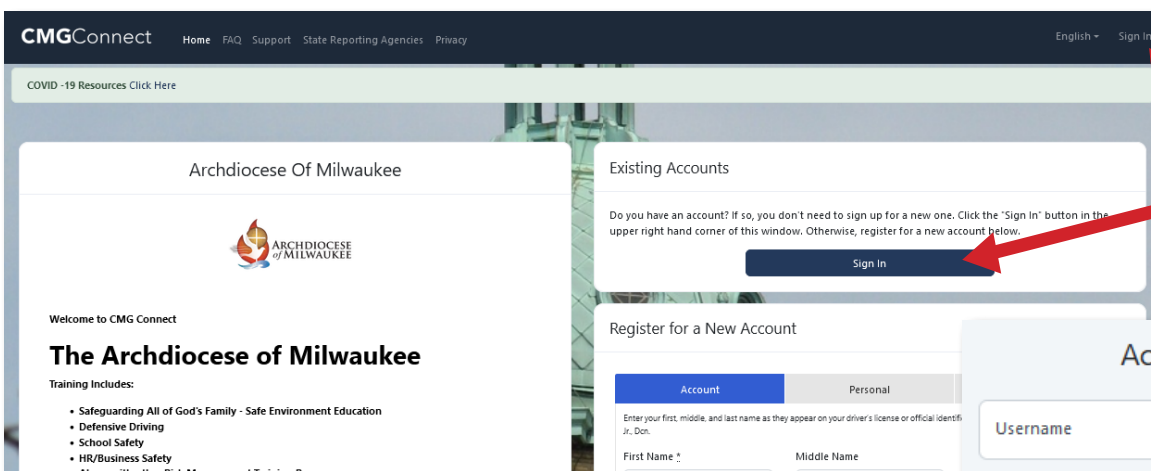 CMGConnect Home FAQ Support State Reporting Agencies Privacy English Sign In
COVID -19 Resources Click Here
Archdiocese Of Milwaukee
ARCHDIOCESE
of MILWAUKEE
Welcome to CMG Connect
The Archdiocese of Milwaukee
Training Includes:
• Safeguarding All of God's Family - Safe Environment Education
• Defensive Driving
• School Safety
• HR/Business Safety
Existing Accounts
Do you have an account? If so, you don't need to sign up for a new one. Click the "Sign In" button in the
upper right hand corner of this window. Otherwise, register for a new account below.
Sign In
Register for a New Account
Account Personal
Enter your first, middle, and last name as they appear on your driver's license or official identifi
Jr., Dcn.
First Name * Middle Name
Ac
Username